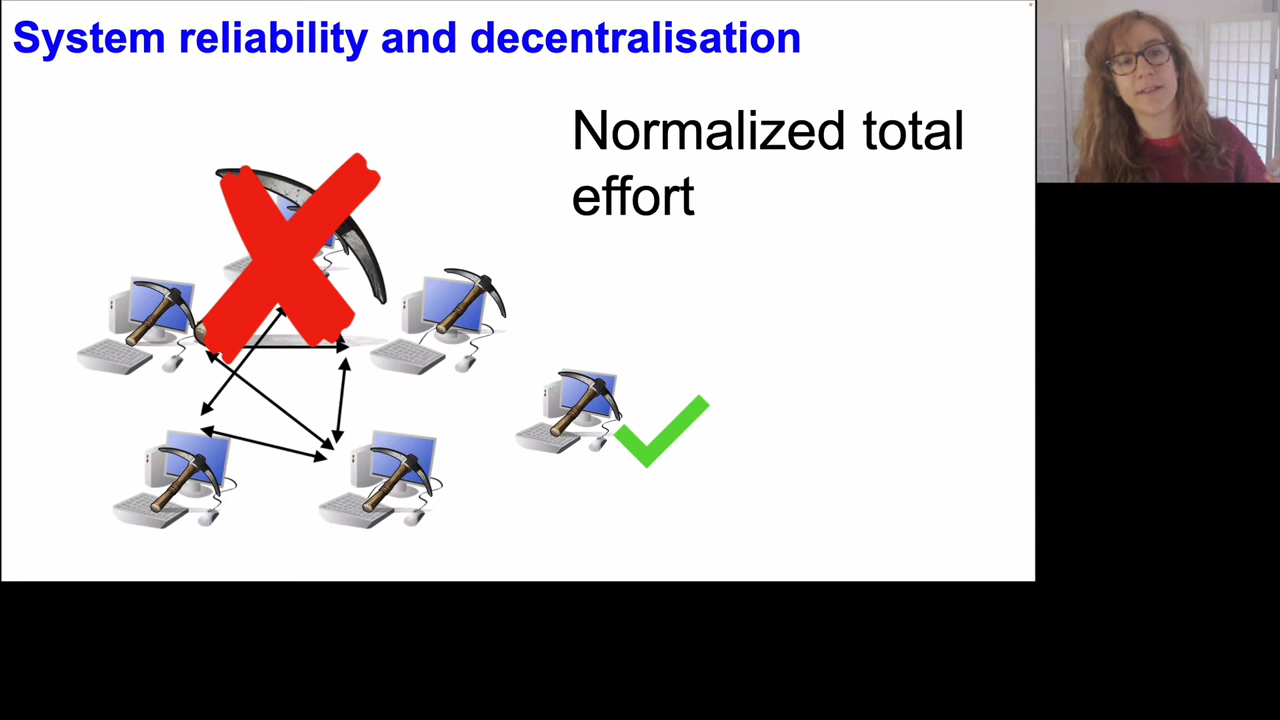 System reliability and decentralisation
Normalized total
effort